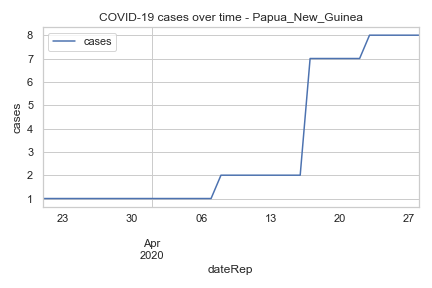 COVID-19 cases over time - Papua_New_Guinea
cases
8
7
6
5
4
3
2
1
cases
23 30 06 13 20 27
Apr
2020
dateRep